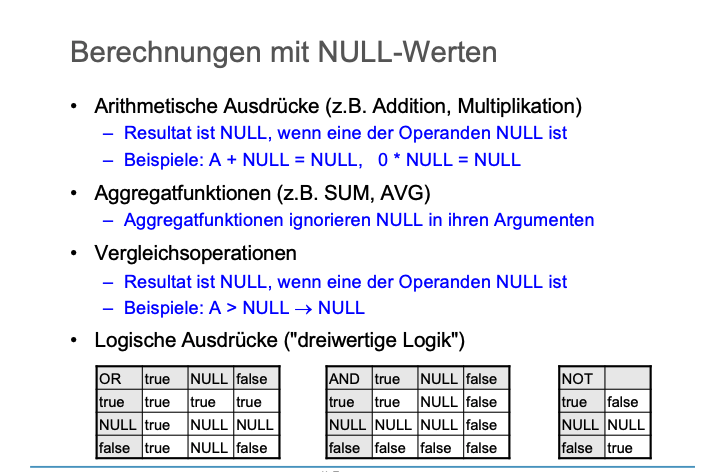 Berechnungen mit NULL-Werten
• Arithmetische Ausdrücke (z.B. Addition, Multiplikation)
– Resultat ist NULL, wenn eine der Operanden NULL ist
– Beispiele: A + NULL = NULL, 0 * NULL = NULL
• Aggregatfunktionen (z.B. SUM, AVG)
– Aggregatfunktionen ignorieren NULL in ihren Argumenten
• Vergleichsoperationen
– Resultat ist NULL, wenn eine der Operanden NULL ist
– Beispiele: A > NULL → NULL
• Logische Ausdrücke ("dreiwertige Logik")
OR true NULL false
true true true true
NULL true NULL NULL
false true NULL false
AND true NULL false
true true NULL false
NULL NULL NULL false
false false false false
NOT
true false
NULL NULL
false true